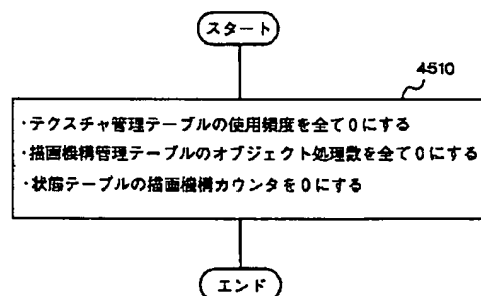 スタート
4510
・テクスチャ管理テーブルの使用頻度を全て0にする
・描画機構管理テーブルのオブジェクト処理数を全て0にする
・状態テーブルの描画機構カウンタを0にする
エンド